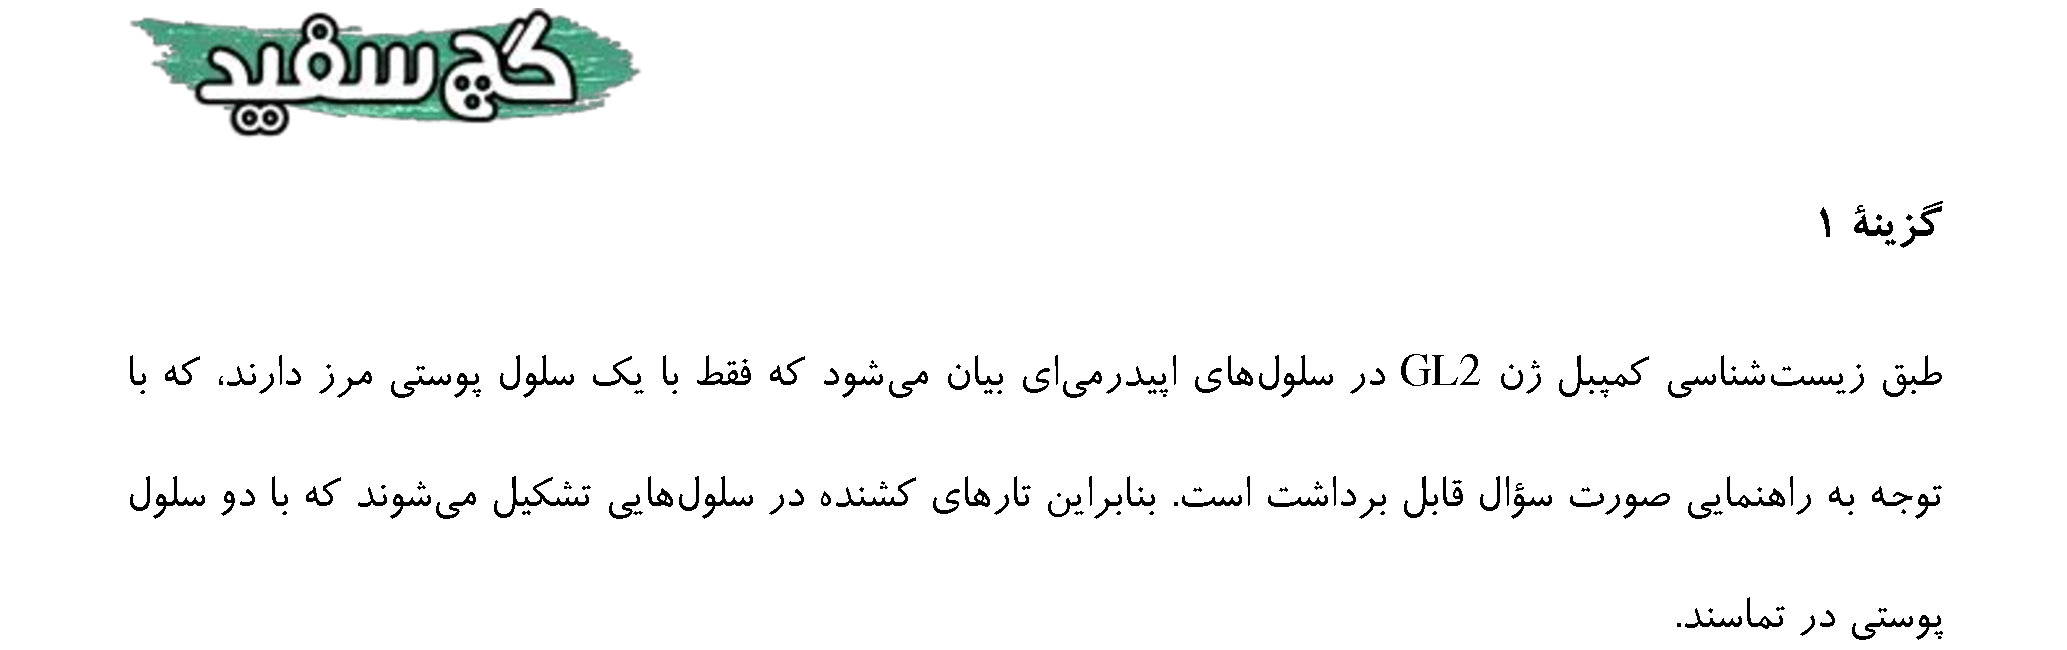 گچ سفید
گزینهٔ ۱
طبق زیست‌شناسی کمپبل ژن GL2 در سلول‌های اپیدرمی‌ای بیان می‌شود که فقط با یک سلول پوستی مرز دارند، که با
توجه به راهنمایی صورت سؤال قابل برداشت است. بنابراین تارهای کشنده در سلول‌هایی تشکیل می‌شوند که با دو سلول
پوستی در تماسند.